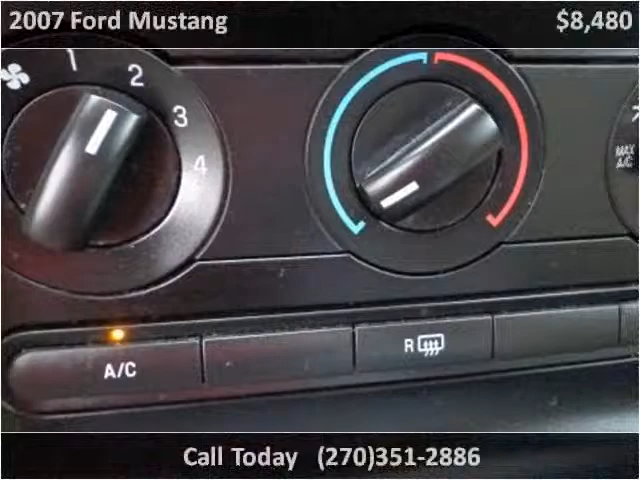 2007 Ford Mustang $8,480
1 2 3 4
MAX
A/C
A/C R
Call Today (270)351-2886